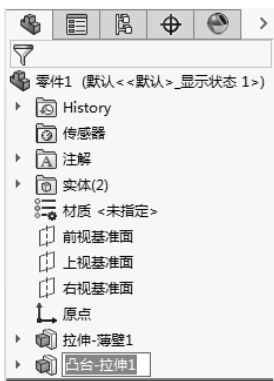 零件1 (默认<<默认>_显示状态 1>)
History
传感器
A 注解
实体(2)
材质 <未指定>
前视基准面
上视基准面
右视基准面
原点
拉伸-薄壁1
凸台-拉伸1